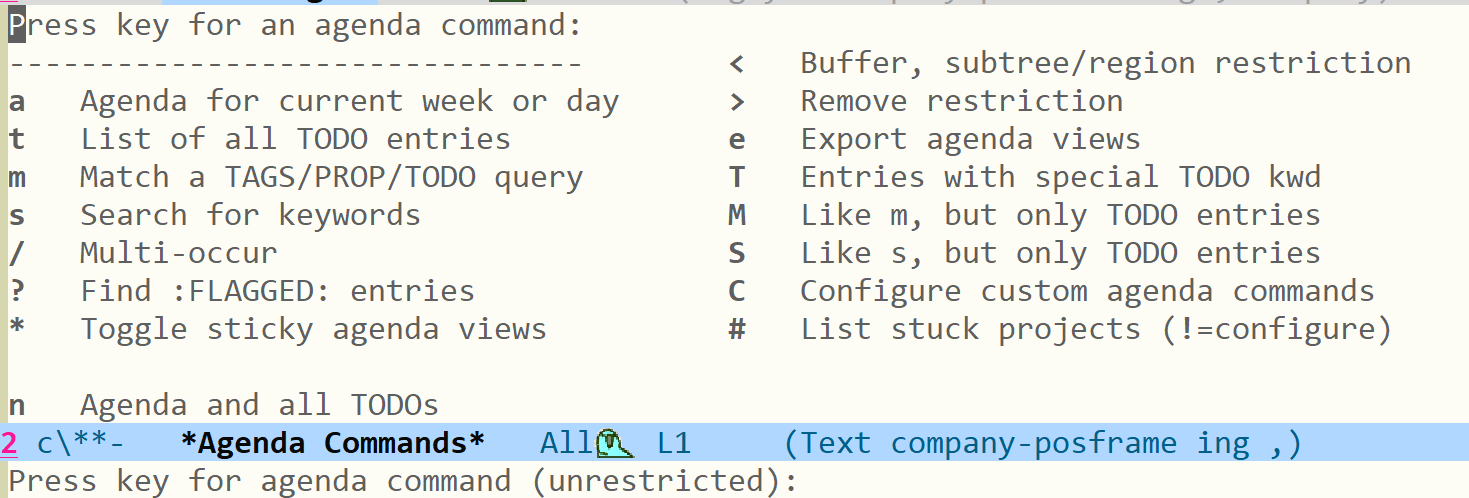 Press key for an agenda command:
--------------------------------        <   Buffer, subtree/region restriction
a   Agenda for current week or day      >   Remove restriction
t   List of all TODO entries            e   Export agenda views
m   Match a TAGS/PROP/TODO query        T   Entries with special TODO kwd
s   Search for keywords                 M   Like m, but only TODO entries
/   Multi-occur                         S   Like s, but only TODO entries
?   Find :FLAGGED: entries              C   Configure custom agenda commands
*   Toggle sticky agenda views          #   List stuck projects (!=configure)
n   Agenda and all TODOs
2 c\**-   *Agenda Commands*   All L1     (Text company-posframe ing ,)
Press key for agenda command (unrestricted):